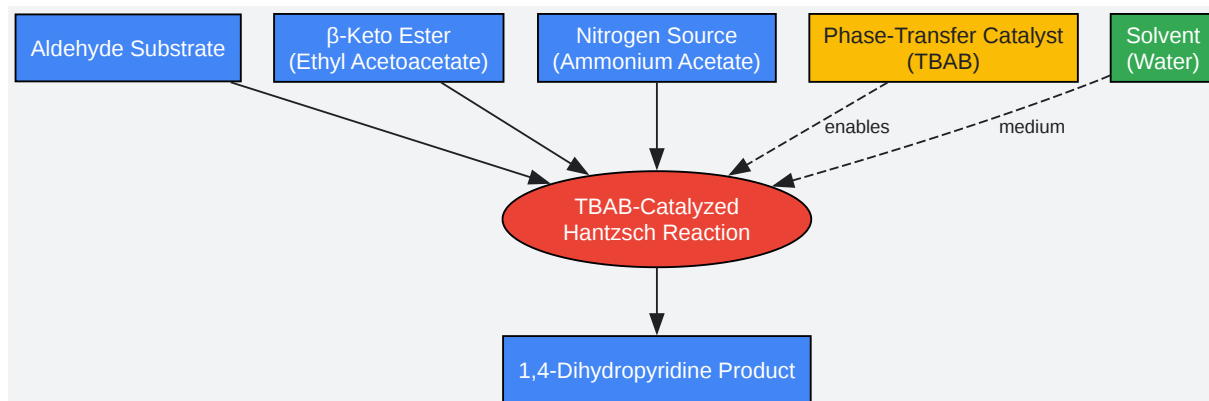 Aldehyde Substrate
β-Keto Ester
(Ethyl Acetoacetate)
Nitrogen Source
(Ammonium Acetate)
Phase-Transfer Catalyst
(TBAB)
Solvent
(Water)
enables
medium
TBAB-Catalyzed
Hantzsch Reaction
1,4-Dihydropyridine Product